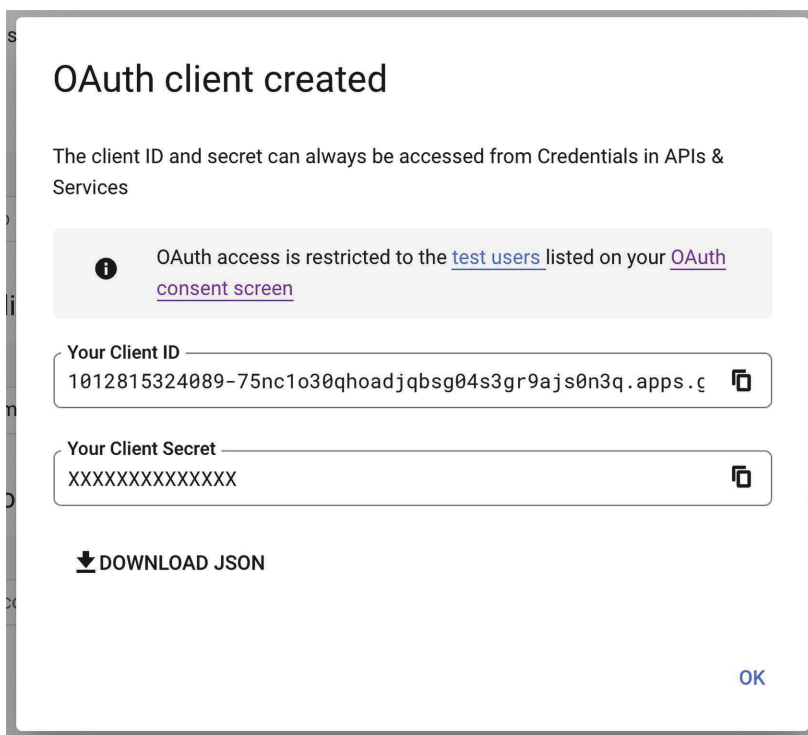 OAuth client created
The client ID and secret can always be accessed from Credentials in APIs &
Services
OAuth access is restricted to the test users listed on your OAuth
consent screen
Your Client ID
1012815324089-75nc1o30qhoadjqbsg04s3gr9ajs0n3q.apps.g
Your Client Secret
XXXXXXXXXXXXXX
DOWNLOAD JSON
OK